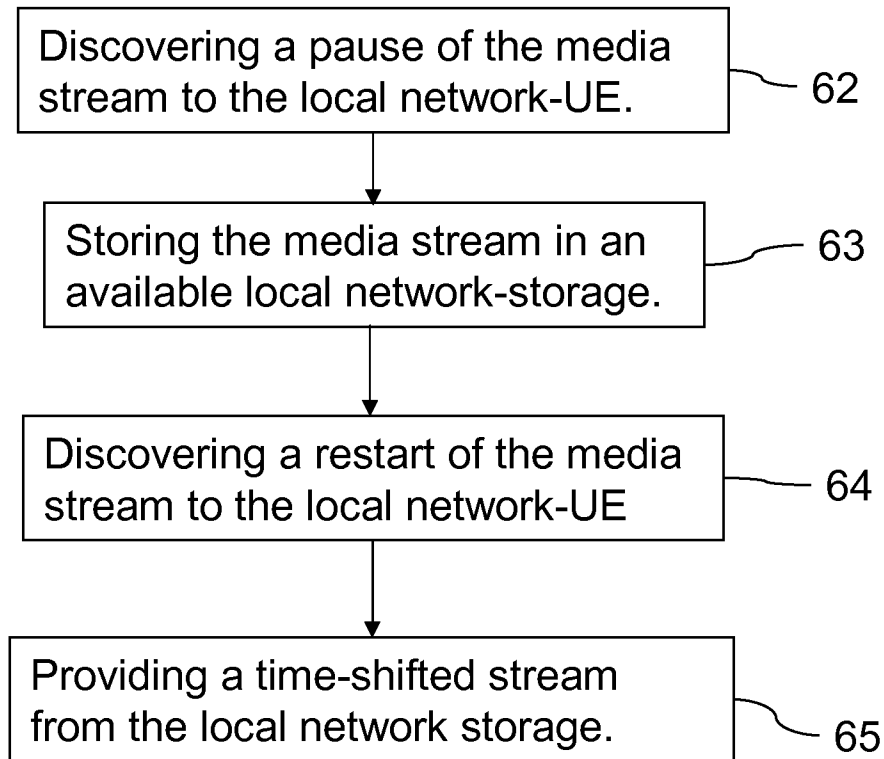 Discovering a pause of the media
stream to the local network-UE.
62
Storing the media stream in an
available local network-storage.
63
Discovering a restart of the media
stream to the local network-UE
64
Providing a time-shifted stream
from the local network storage.
65